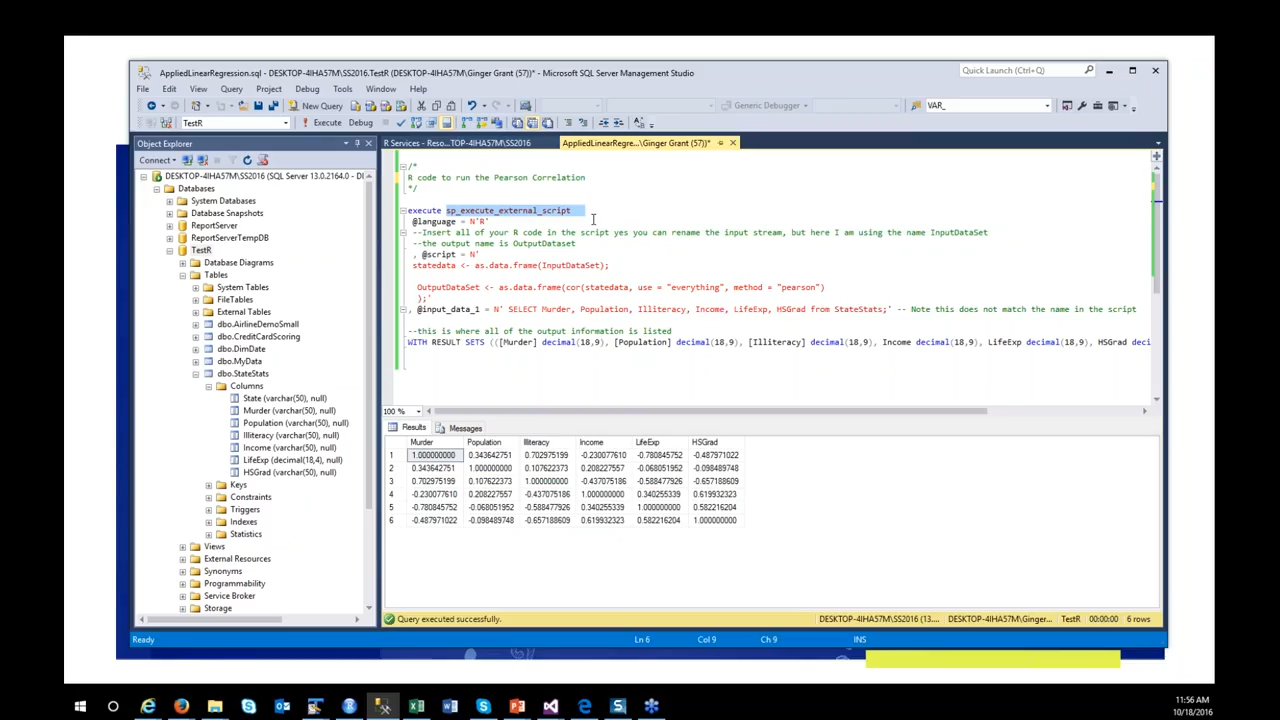 AppliedLinearRegression.sql - DESKTOP-4IHA57M\SS2016.TestR (DESKTOP-4IHA57M\Ginger Grant (57))* - Microsoft SQL Server Management Studio
Quick Launch (Ctrl+Q)
File Edit View Query Project Debug Tools Window Help
New Query
Generic Debugger
VAR_
TestR
Execute Debug
Object Explorer
R Services - Reso...TOP-4IHA57M\SS2016
AppliedLinearRegre...\Ginger Grant (57))*
Connect
DESKTOP-4IHA57M\SS2016 (SQL Server 13.0.2164.0 - D
Databases
System Databases
Database Snapshots
ReportServer
ReportServerTempDB
TestR
Database Diagrams
Tables
System Tables
FileTables
External Tables
dbo.AirlineDemoSmall
dbo.CreditCardScoring
dbo.DimDate
dbo.MyData
dbo.StateStats
Columns
State (varchar(50), null)
Murder (varchar(50), null)
Population (varchar(50), null)
Illiteracy (varchar(50), null)
Income (varchar(50), null)
LifeExp (decimal(18,4), null)
HSGrad (varchar(50), null)
Keys
Constraints
Triggers
Indexes
Statistics
Views
External Resources
Synonyms
Programmability
Service Broker
Storage
/*
R code to run the Pearson Correlation
*/
execute sp_execute_external_script
@language = N'R'
--Insert all of your R code in the script yes you can rename the input stream, but here I am using the name InputDataSet
--the output name is OutputDataset
, @script = N'
statedata <- as.data.frame(InputDataSet);
OutputDataSet <- as.data.frame(cor(statedata, use = "everything", method = "pearson")
);'
, @input_data_1 = N' SELECT Murder, Population, Illiteracy, Income, LifeExp, HSGrad from StateStats;' -- Note this does not match the name in the script
--this is where all of the output information is listed
WITH RESULT SETS (([Murder] decimal(18,9), [Population] decimal(18,9), [Illiteracy] decimal(18,9), Income decimal(18,9), LifeExp decimal(18,9), HSGrad deci
100 %
Results Messages
Murder Population Illiteracy Income LifeExp HSGrad
1 1.000000000 0.343642751 0.702975199 -0.230077610 -0.780845752 -0.487971022
2 0.343642751 1.000000000 0.107622373 0.208227557 -0.068051952 -0.098489748
3 0.702975199 0.107622373 1.000000000 -0.437075186 -0.588477926 -0.657188609
4 -0.230077610 0.208227557 -0.437075186 1.000000000 0.340255339 0.619932323
5 -0.780845752 -0.068051952 -0.588477926 0.340255339 1.000000000 0.582216204
6 -0.487971022 -0.098489748 -0.657188609 0.619932323 0.582216204 1.000000000
Query executed successfully.
DESKTOP-4IHA57M\SS2016 (13.... DESKTOP-4IHA57M\Ginger... TestR 00:00:00 6 rows
Ready Ln 6 Col 9 Ch 9 INS
11:56 AM
10/18/2016